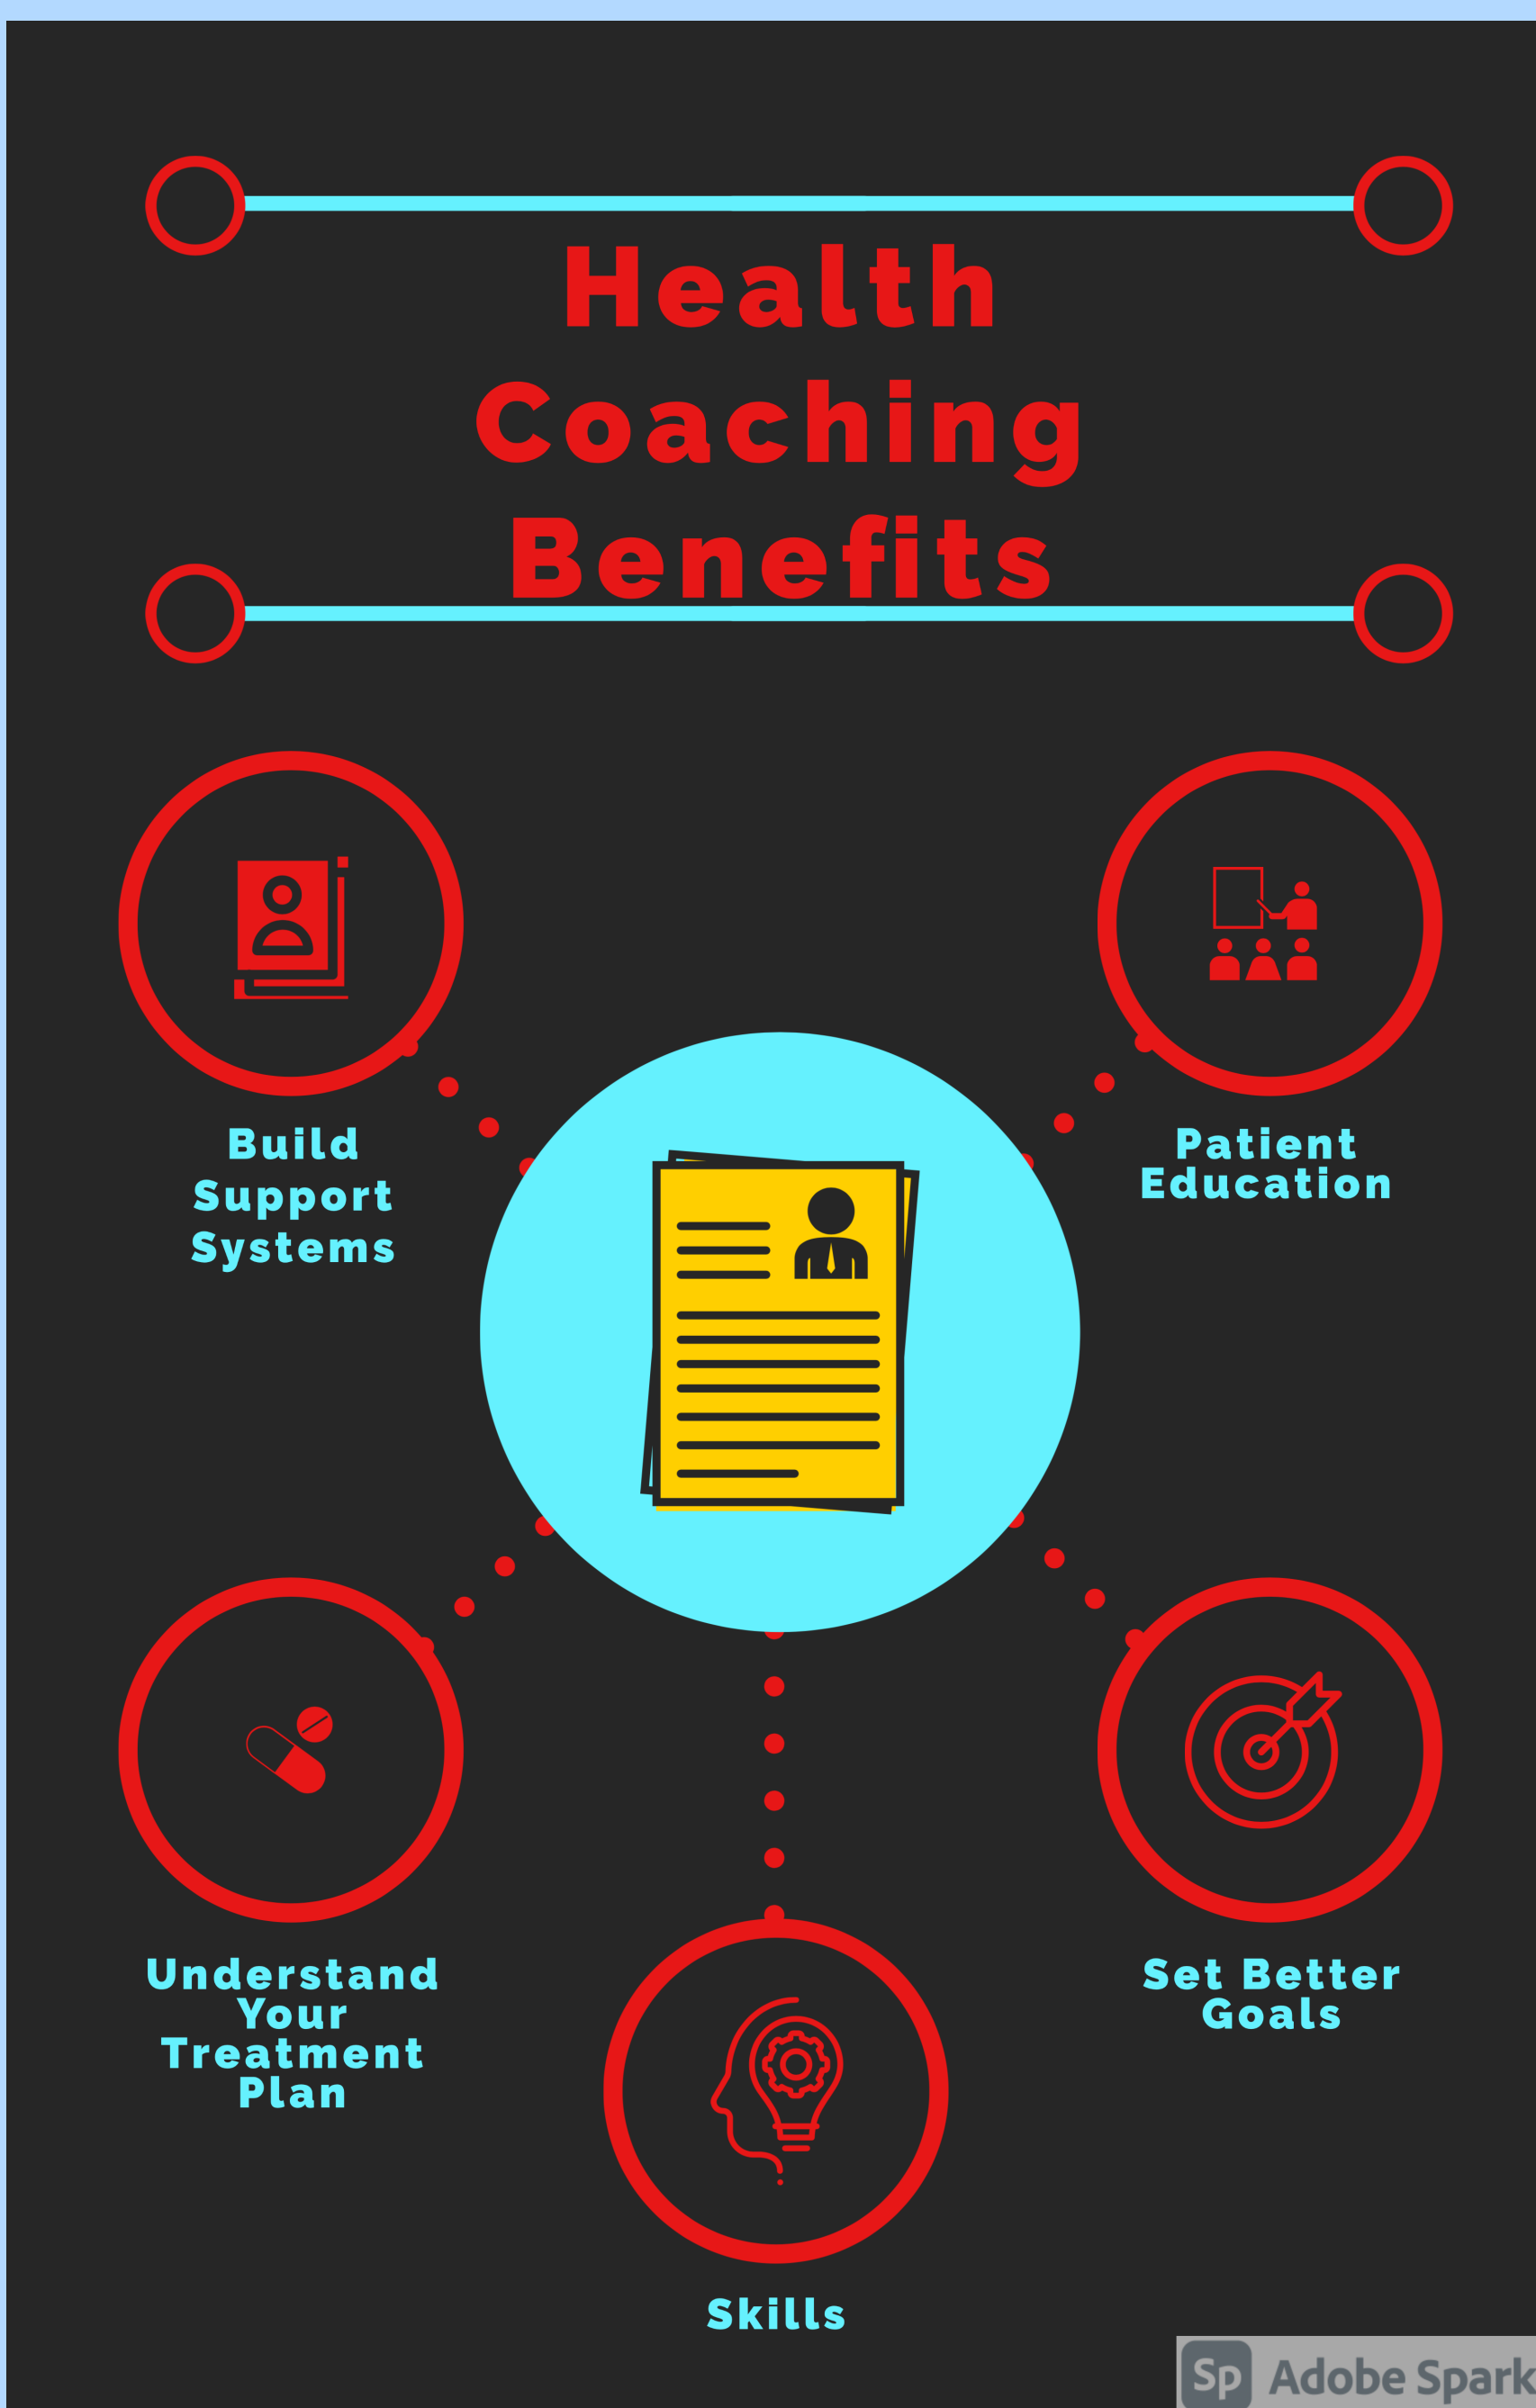 Health
Coaching
Benefits
Build
Support
Systems
Patient
Education
Understand
Your
Treatment
Plan
Set Better
Goals
Skills
Sp Adobe Spark